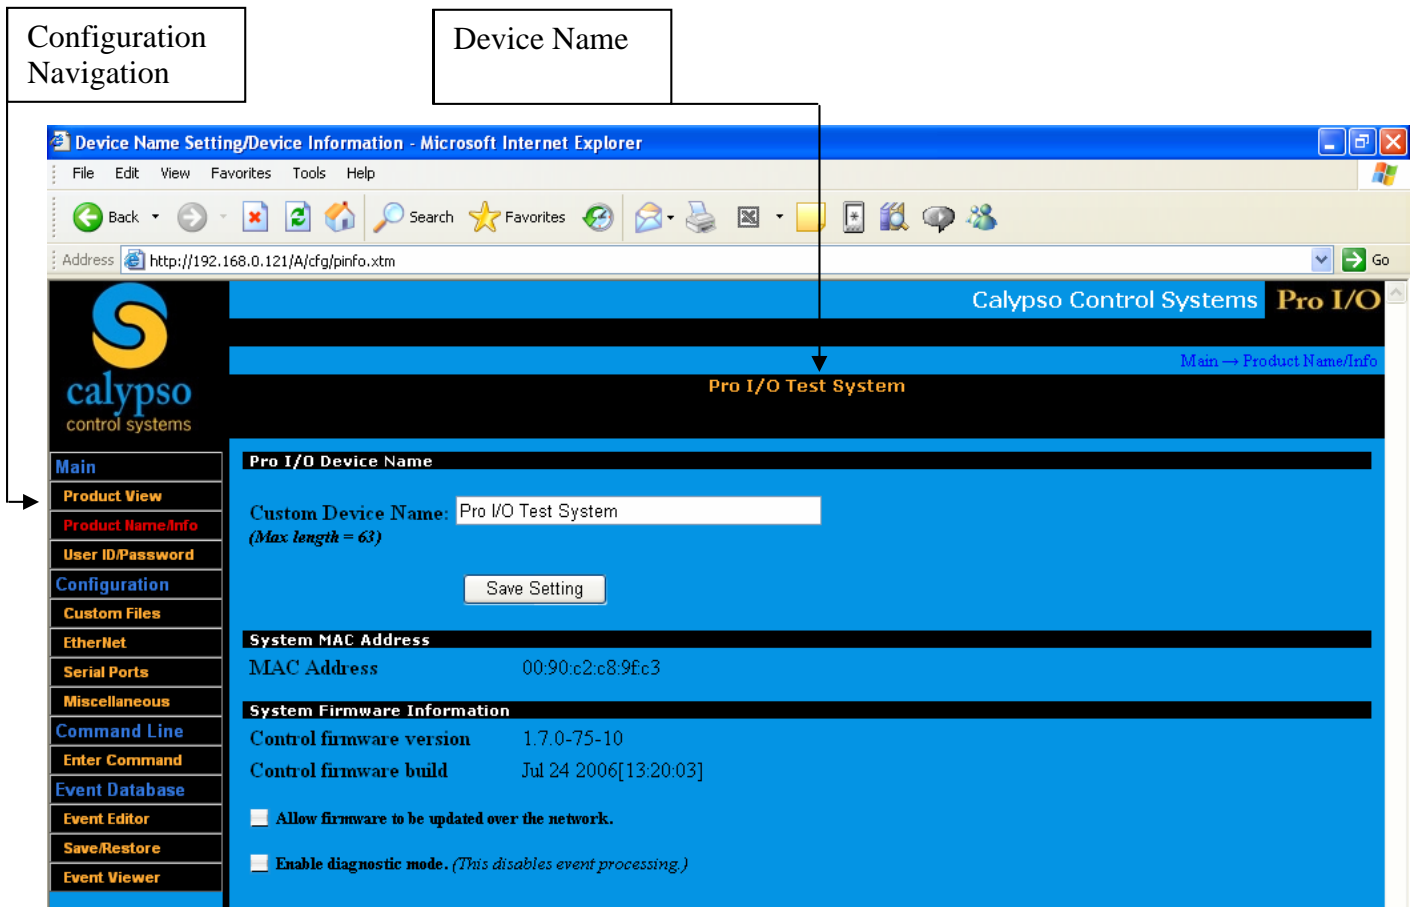 Configuration
Navigation
Device Name
Device Name Setting/Device Information - Microsoft Internet Explorer
File Edit View Favorites Tools Help
Back Search Favorites
Address http://192.168.0.121/A/cfg/pinfo.xtm Go
Calypso Control Systems Pro I/O
Main → Product Name/Info
Pro I/O Test System
calypso
control systems
Main
Product View
Product Name/Info
User ID/Password
Configuration
Custom Files
EtherNet
Serial Ports
Miscellaneous
Command Line
Enter Command
Event Database
Event Editor
Save/Restore
Event Viewer
Pro I/O Device Name
Custom Device Name: Pro I/O Test System
(Max length = 63)
Save Setting
System MAC Address
MAC Address 00:90:c2:c8:9f:c3
System Firmware Information
Control firmware version 1.7.0-75-10
Control firmware build Jul 24 2006[13:20:03]
Allow firmware to be updated over the network.
Enable diagnostic mode. (This disables event processing.)